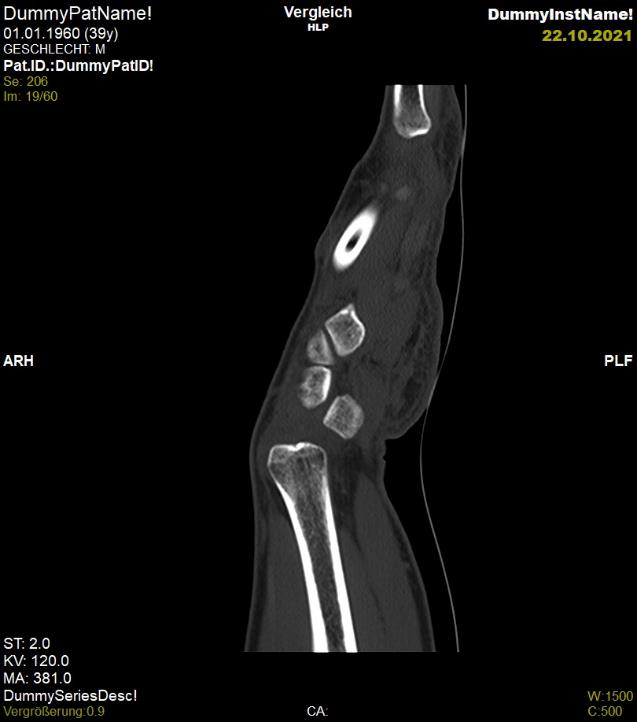 DummyPatName!
01.01.1960 (39y)
GESCHLECHT: M
Pat.ID.:DummyPatID!
Se: 206
Im: 19/60
Vergleich
HLP
DummyInstName!
22.10.2021
ARH
PLF
ST: 2.0
KV: 120.0
MA: 381.0
DummySeriesDesc!
Vergrößerung:0.9
CA:
W:1500
C:500